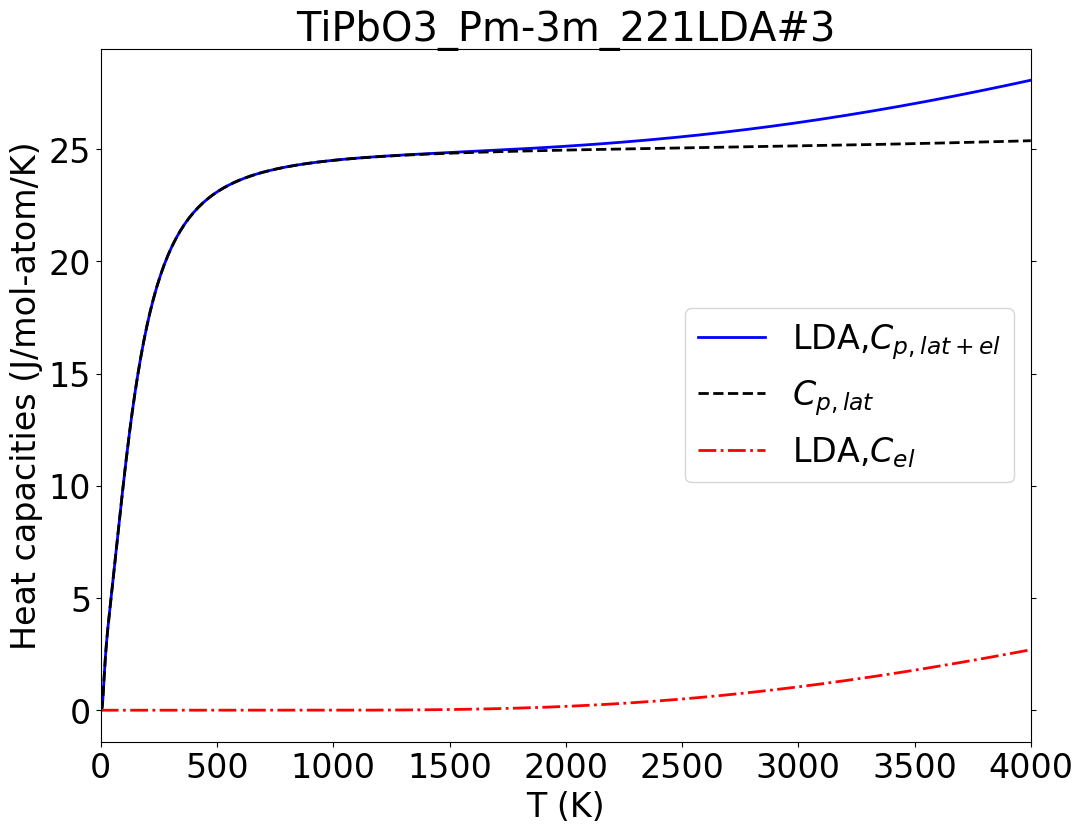 TiPbO3_Pm-3m_221LDA#3
Heat capacities (J/mol-atom/K)
25
20
15
10
5
0
LDA,$C_{p,lat+el}$
$C_{p,lat}$
LDA,$C_{el}$
0 500 1000 1500 2000 2500 3000 3500 4000
T (K)